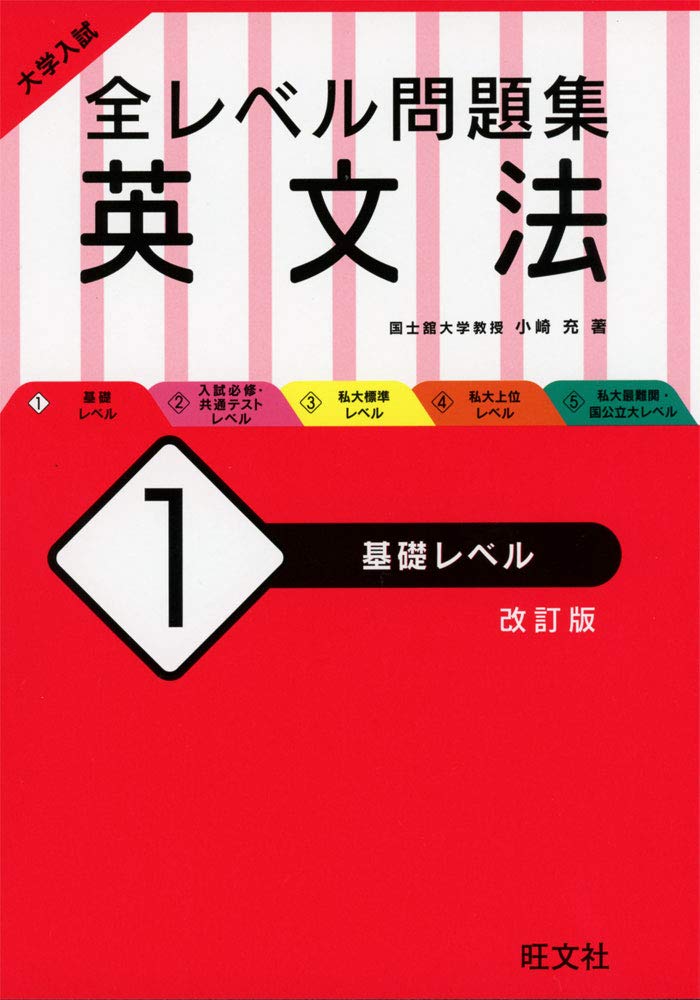 大学入試
全レベル問題集
英文法
国士舘大学教授 小崎 充 著
1 基礎
レベル
2 入試必修・
共通テスト
レベル
3 私大標準
レベル
4 私大上位
レベル
5 私大最難関・
国公立大レベル
1
基礎レベル
改訂版
旺文社